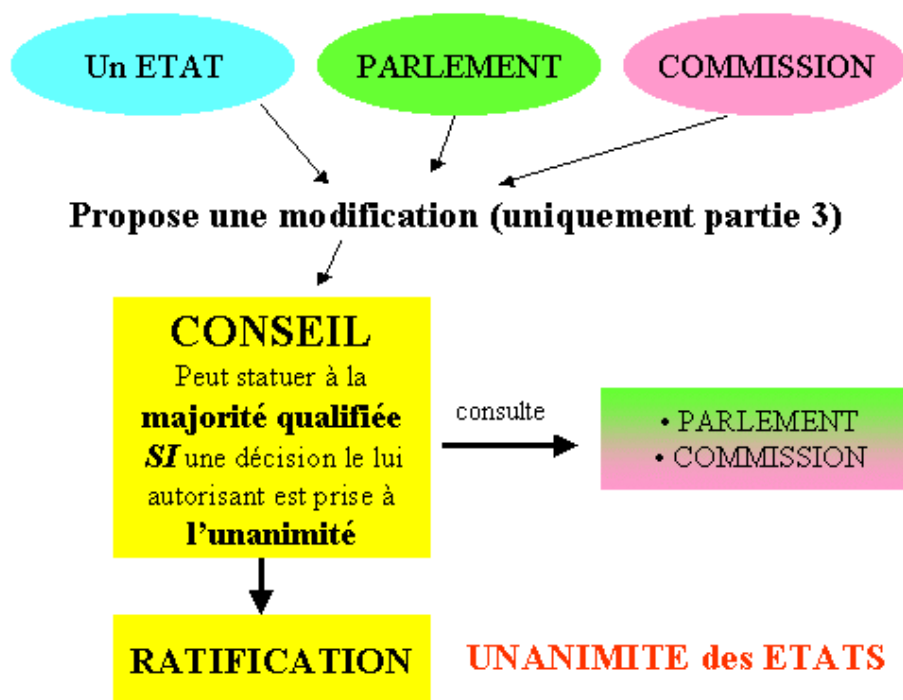 Un ETAT
PARLEMENT
COMMISSION
Propose une modification (uniquement partie 3)
CONSEIL
Peut statuer à la
majorité qualifiée
SI une décision le lui
autorisant est prise à
l’unanimité
consulte
• PARLEMENT
• COMMISSION
RATIFICATION
UNANIMITE des ETATS